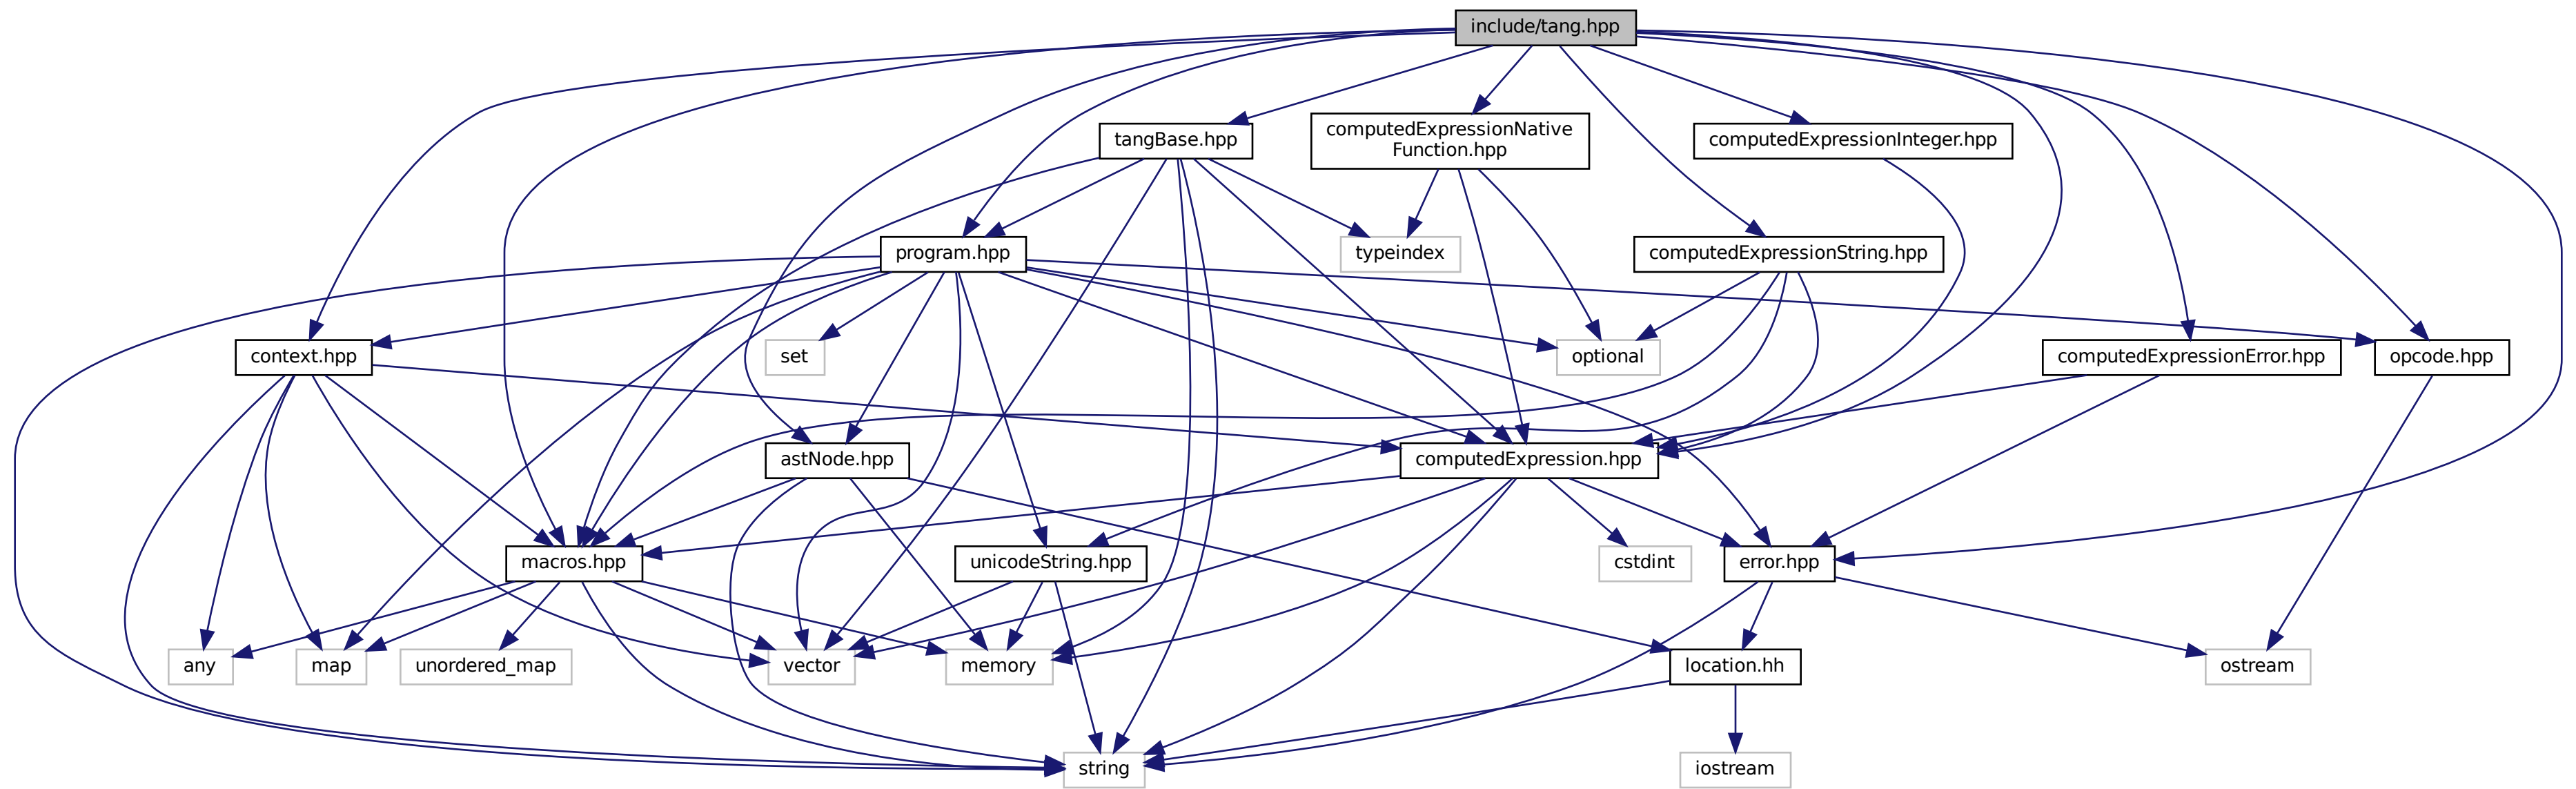 include/tang.hpp
tangBase.hpp
computedExpressionNative
Function.hpp
computedExpressionInteger.hpp
program.hpp
typeindex
computedExpressionString.hpp
context.hpp
set
optional
computedExpressionError.hpp
opcode.hpp
astNode.hpp
computedExpression.hpp
macros.hpp
unicodeString.hpp
cstdint
error.hpp
any
map
unordered_map
vector
memory
location.hh
ostream
string
iostream